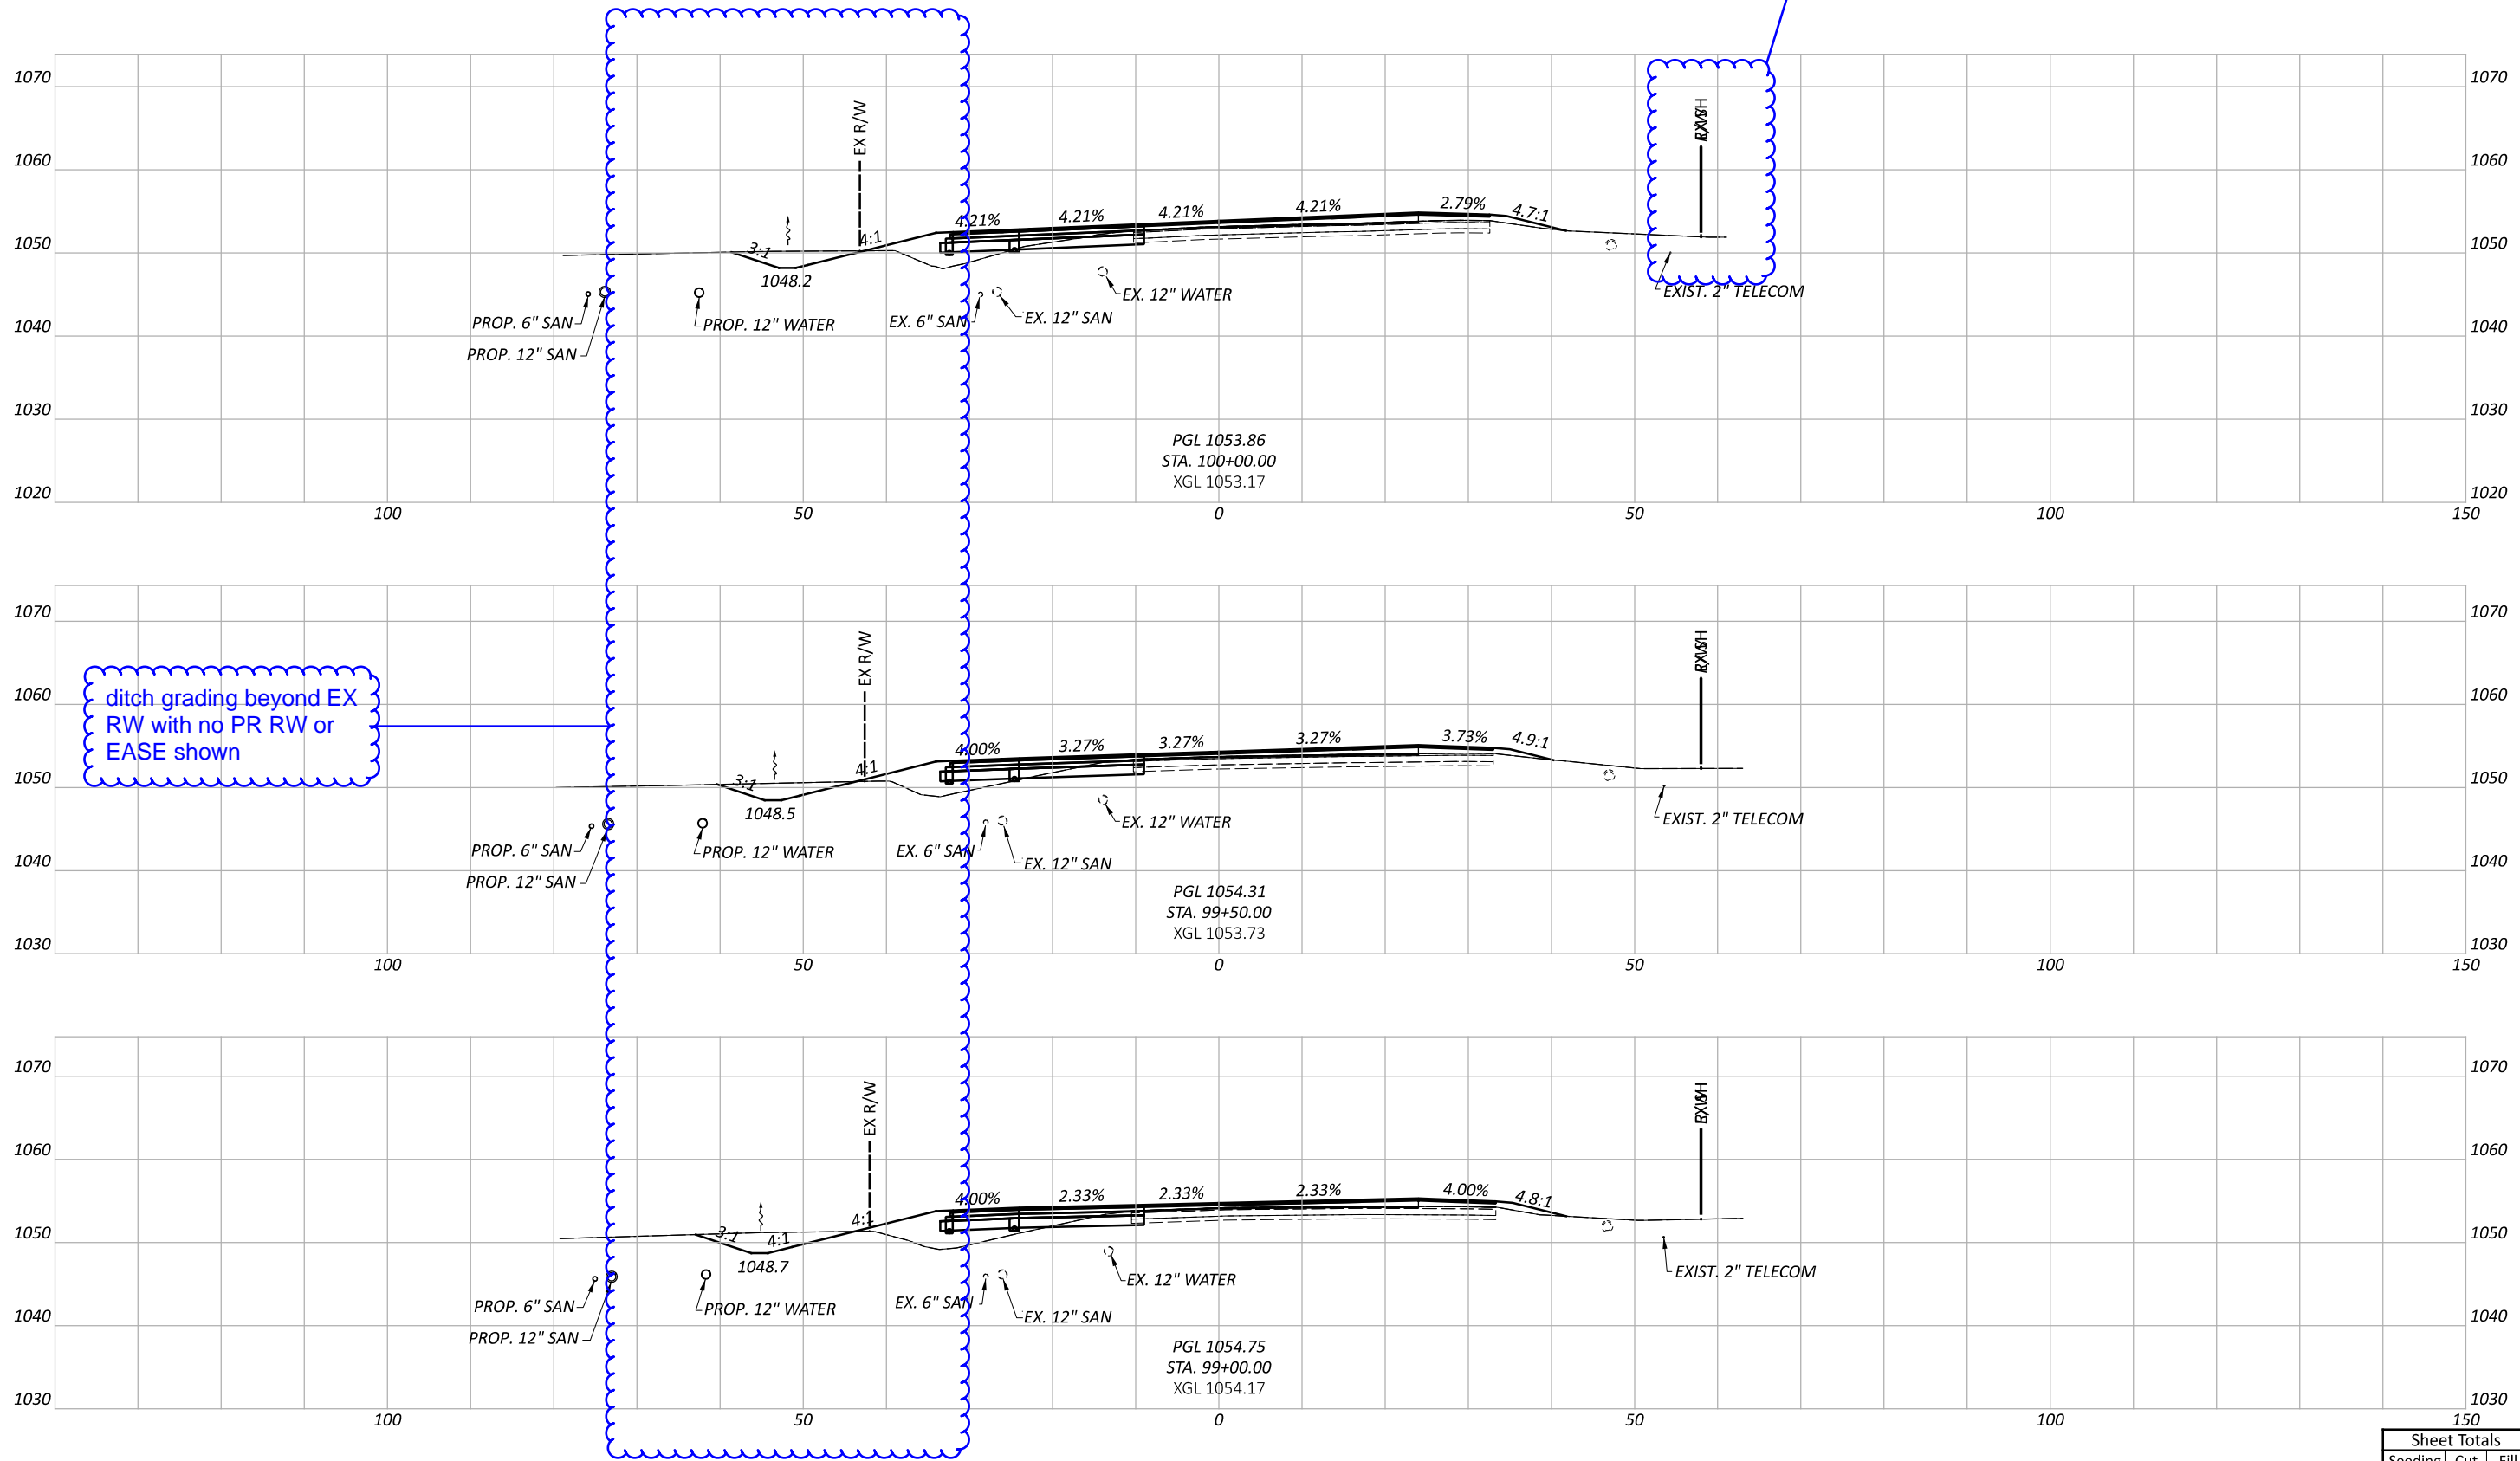 1070
1070
1060
1060
1050
1050
1040
1040
1030
1030
1020
1020
EX R/W
3:1
4:1
4.21%
4.21%
4.21%
4.21%
2.79%
4.7:1
1048.2
PROP. 6" SAN
PROP. 12" SAN
PROP. 12" WATER
EX. 6" SAN
EX. 12" SAN
EX. 12" WATER
EXIST. 2" TELECOM
PGL 1053.86
STA. 100+00.00
XGL 1053.17
100
50
0
50
100
150
1070
1070
1060
1060
1050
1050
1040
1040
1030
1030
ditch grading beyond EX
RW with no PR RW or
EASE shown
EX R/W
3:1
4:1
4.00%
3.27%
3.27%
3.27%
3.73%
4.9:1
1048.5
PROP. 6" SAN
PROP. 12" SAN
PROP. 12" WATER
EX. 6" SAN
EX. 12" SAN
EX. 12" WATER
EXIST. 2" TELECOM
PGL 1054.31
STA. 99+50.00
XGL 1053.73
100
50
0
50
100
150
1070
1070
1060
1060
1050
1050
1040
1040
1030
1030
EX R/W
3:1
4:1
4:1
4.00%
2.33%
2.33%
2.33%
4.00%
4.8:1
1048.7
PROP. 6" SAN
PROP. 12" SAN
PROP. 12" WATER
EX. 6" SAN
EX. 12" SAN
EX. 12" WATER
EXIST. 2" TELECOM
PGL 1054.75
STA. 99+00.00
XGL 1054.17
100
50
0
50
100
150
Sheet Totals
Seeding Cut Fill